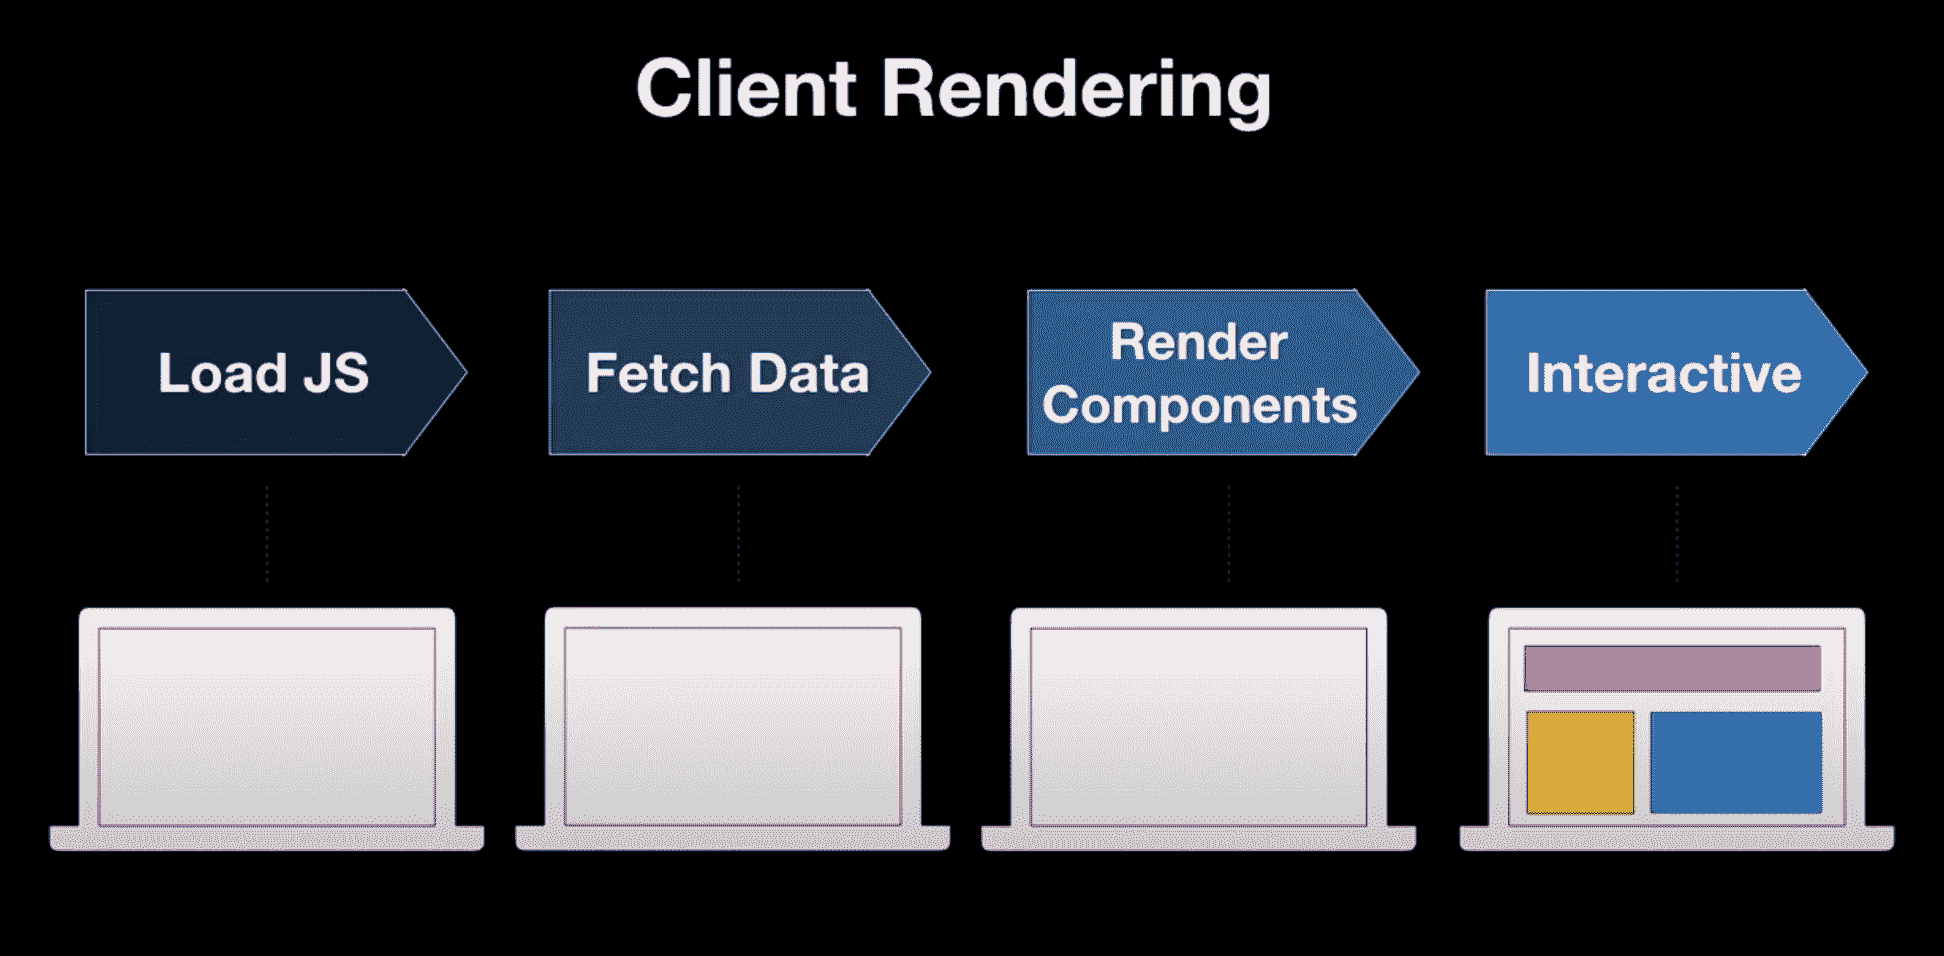 Client Rendering
Load JS
Fetch Data
Render
Components
Interactive